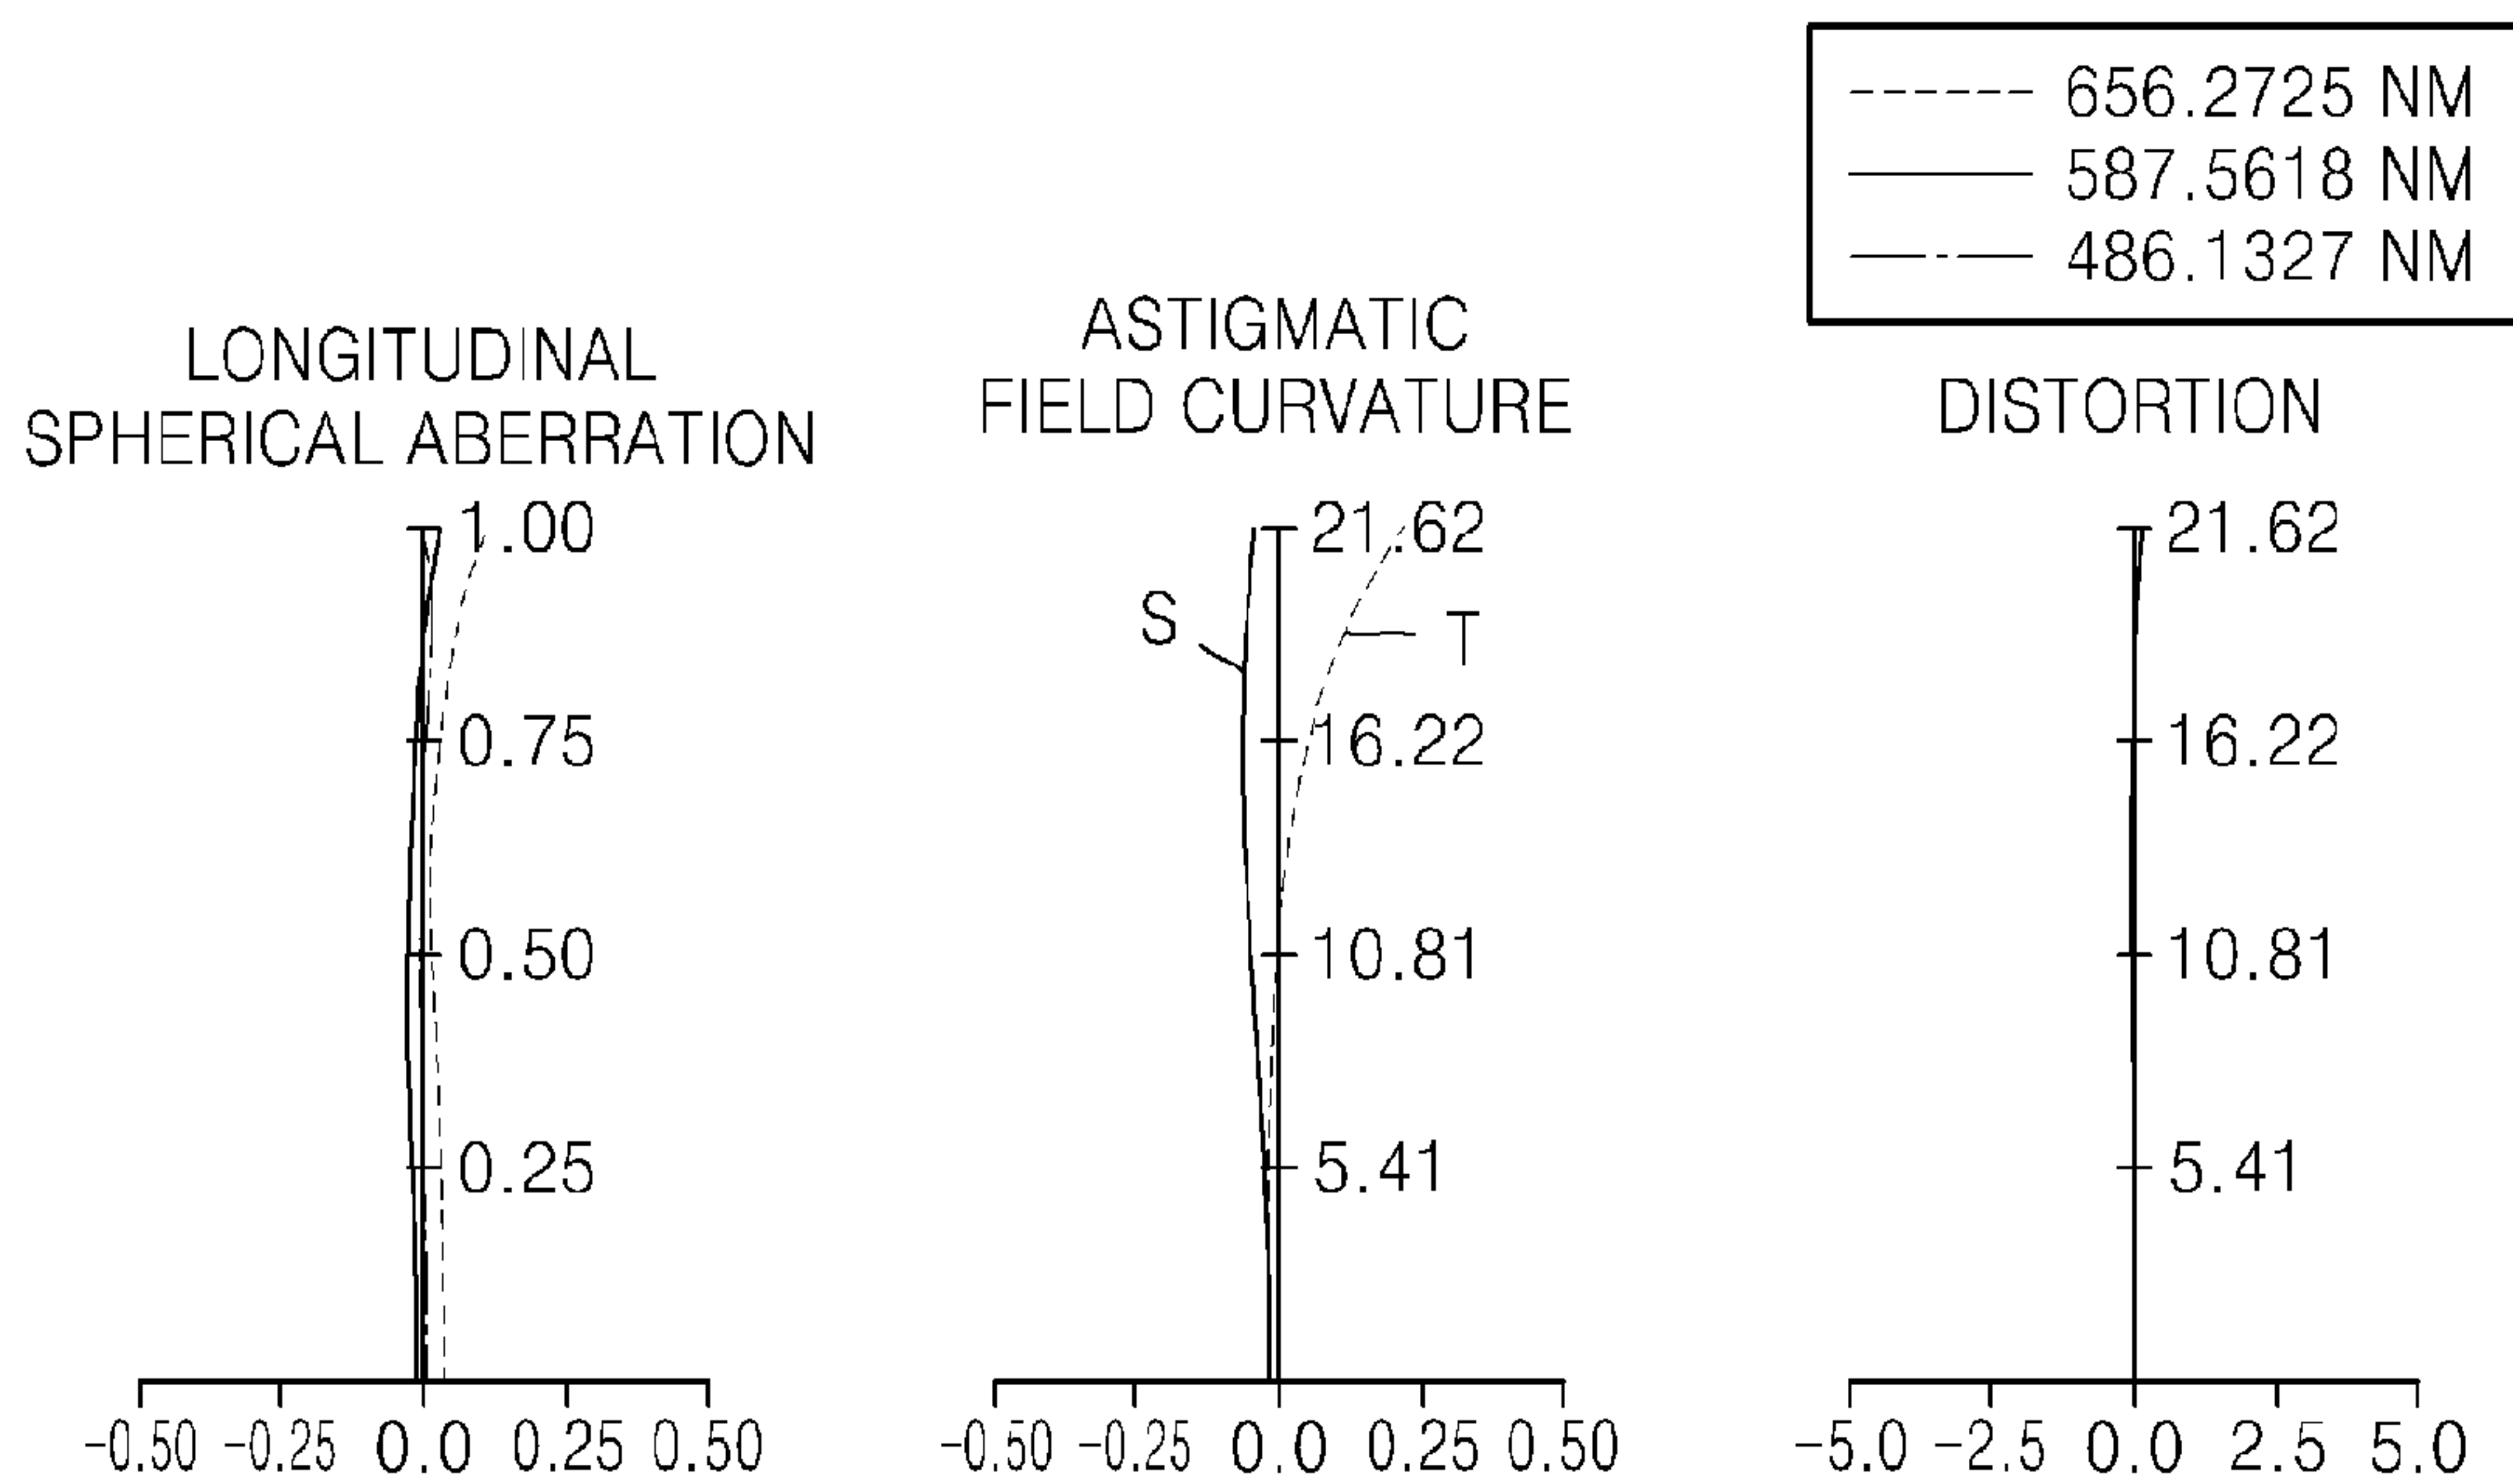 656.2725 NM
587.5618 NM
486.1327 NM
LONGITUDINAL
SPHERICAL ABERRATION
1.00
0.75
0.50
0.25
-0.50 -0.25 0.0 0.25 0.50
ASTIGMATIC
FIELD CURVATURE
21.62
S
T
16.22
10.81
5.41
-0.50 -0.25 0.0 0.25 0.50
DISTORTION
21.62
16.22
10.81
5.41
-5.0 -2.5 0.0 2.5 5.0